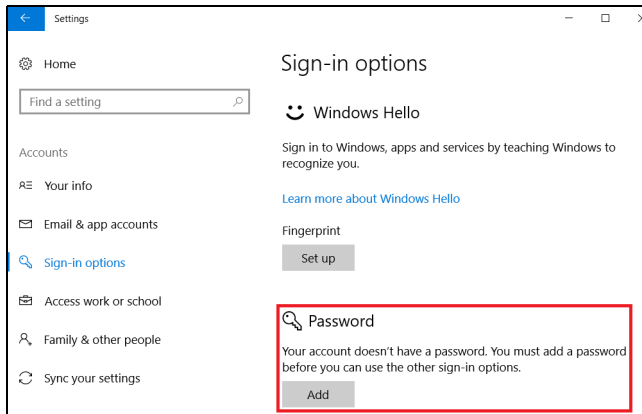 Settings
Home
Find a setting
Accounts
Your info
Email & app accounts
Sign-in options
Access work or school
Family & other people
Sync your settings
Sign-in options
Windows Hello
Sign in to Windows, apps and services by teaching Windows to
recognize you.
Learn more about Windows Hello
Fingerprint
Set up
Password
Your account doesn't have a password. You must add a password
before you can use the other sign-in options.
Add